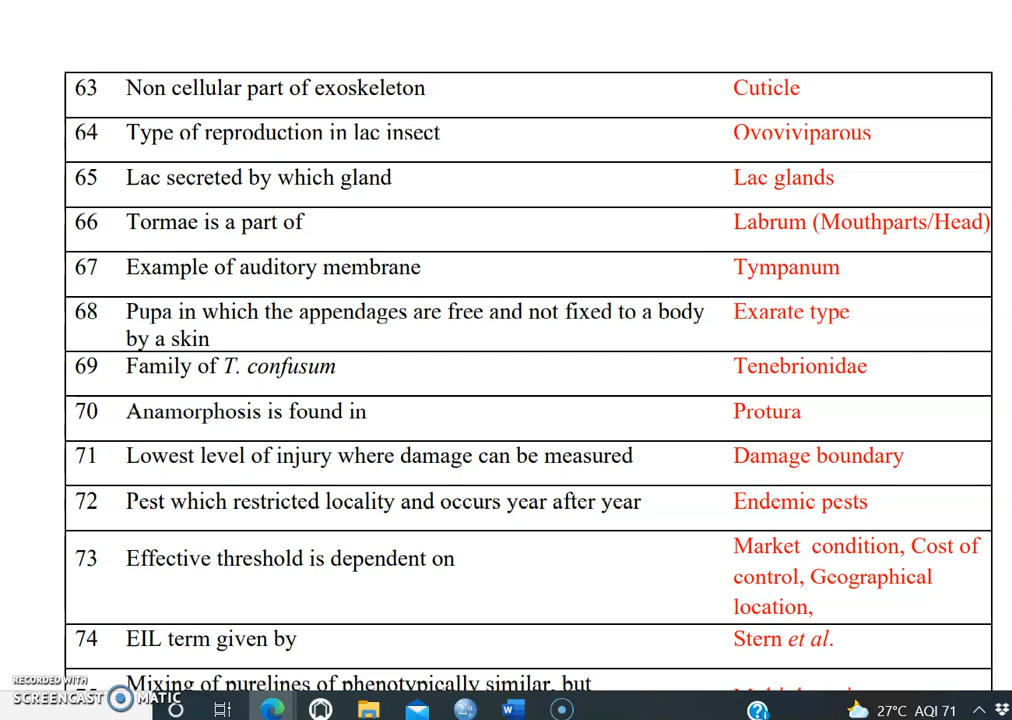 63 Non cellular part of exoskeleton Cuticle
64 Type of reproduction in lac insect Ovoviviparous
65 Lac secreted by which gland Lac glands
66 Tormae is a part of Labrum (Mouthparts/Head)
67 Example of auditory membrane Tympanum
68 Pupa in which the appendages are free and not fixed to a body Exarate type
by a skin
69 Family of T. confusum Tenebrionidae
70 Anamorphosis is found in Protura
71 Lowest level of injury where damage can be measured Damage boundary
72 Pest which restricted locality and occurs year after year Endemic pests
73 Effective threshold is dependent on Market condition, Cost of
control, Geographical
location,
74 EIL term given by Stern et al.
Mixing of purelines of phenotypically similar, but
RECORDED WITH
SCREENCAST MATIC
27°C AQI 71